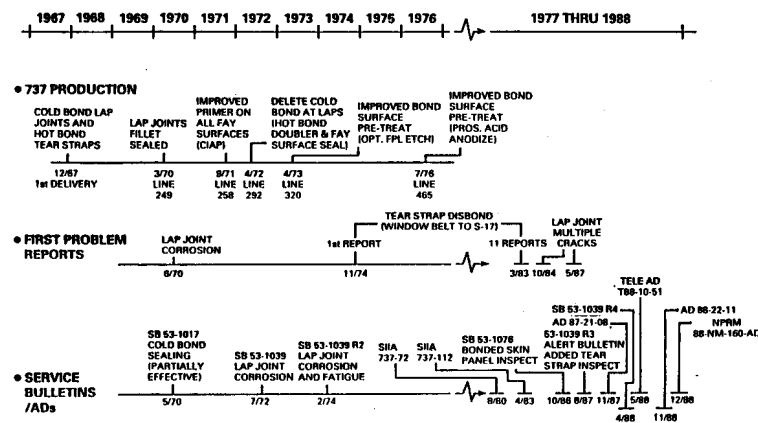 1967 1968 1969 1970 1971 1972 1973 1974 1975 1976 1977 THRU 1988
• 737 PRODUCTION
COLD BOND LAP
JOINTS AND
HOT BOND
TEAR STRAPS
LAP JOINTS
FILLET
SEALED
IMPROVED
PRIMER ON
ALL FAY
SURFACES
(CIAP)
DELETE COLD
BOND AT LAPS
(HOT BOND
DOUBLER & FAY
SURFACE SEAL)
IMPROVED BOND
SURFACE
PRE-TREAT
(OPT. FPL ETCH)
IMPROVED BOND
SURFACE
PRE-TREAT
(PROS. ACID
ANODIZE)
12/67
1st DELIVERY
3/70
LINE
249
9/71
LINE
258
4/72
LINE
292
4/73
LINE
320
7/76
LINE
465
• FIRST PROBLEM
REPORTS
LAP JOINT
CORROSION
6/70
TEAR STRAP DISBOND
(WINDOW BELT TO S-17)
1st REPORT
11/74
11 REPORTS
3/83
LAP JOINT
MULTIPLE
CRACKS
10/84
5/87
• SERVICE
BULLETINS
/ADs
SB 53-1017
COLD BOND
SEALING
(PARTIALLY
EFFECTIVE)
5/70
SB 53-1039
LAP JOINT
CORROSION
7/72
SB 53-1039 R2
LAP JOINT
CORROSION
AND FATIGUE
2/74
SIIA
737-72
8/80
SIIA
737-112
4/83
SB 53-1076
BONDED SKIN
PANEL INSPECT
10/86
53-1039 R3
ALERT BULLETIN
ADDED TEAR
STRAP INSPECT
8/87
AD 87-21-08
11/87
SB 53-1039 R4
4/88
TELE AD
T88-10-51
5/88
AD 88-22-11
11/88
NPRM
88-NM-160-AD
12/88